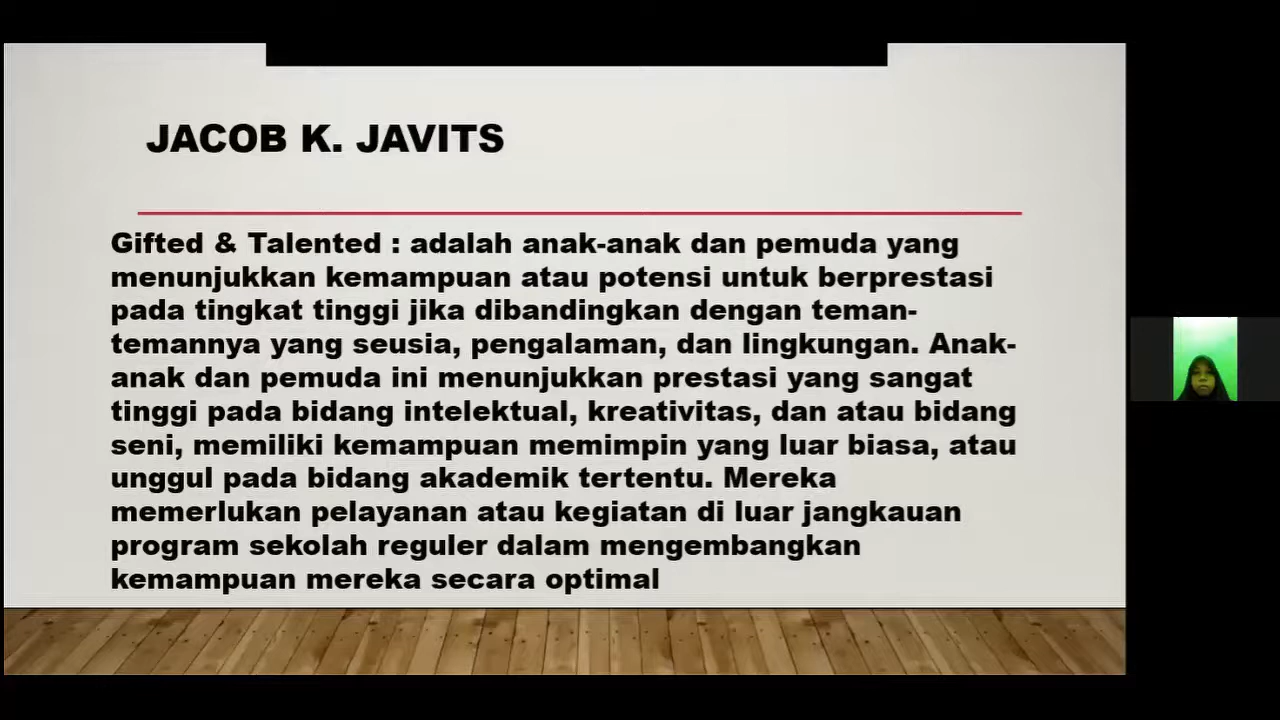 JACOB K. JAVITS
Gifted & Talented : adalah anak-anak dan pemuda yang
menunjukkan kemampuan atau potensi untuk berprestasi
pada tingkat tinggi jika dibandingkan dengan teman-
temannya yang seusia, pengalaman, dan lingkungan. Anak-
anak dan pemuda ini menunjukkan prestasi yang sangat
tinggi pada bidang intelektual, kreativitas, dan atau bidang
seni, memiliki kemampuan memimpin yang luar biasa, atau
unggul pada bidang akademik tertentu. Mereka
memerlukan pelayanan atau kegiatan di luar jangkauan
program sekolah reguler dalam mengembangkan
kemampuan mereka secara optimal